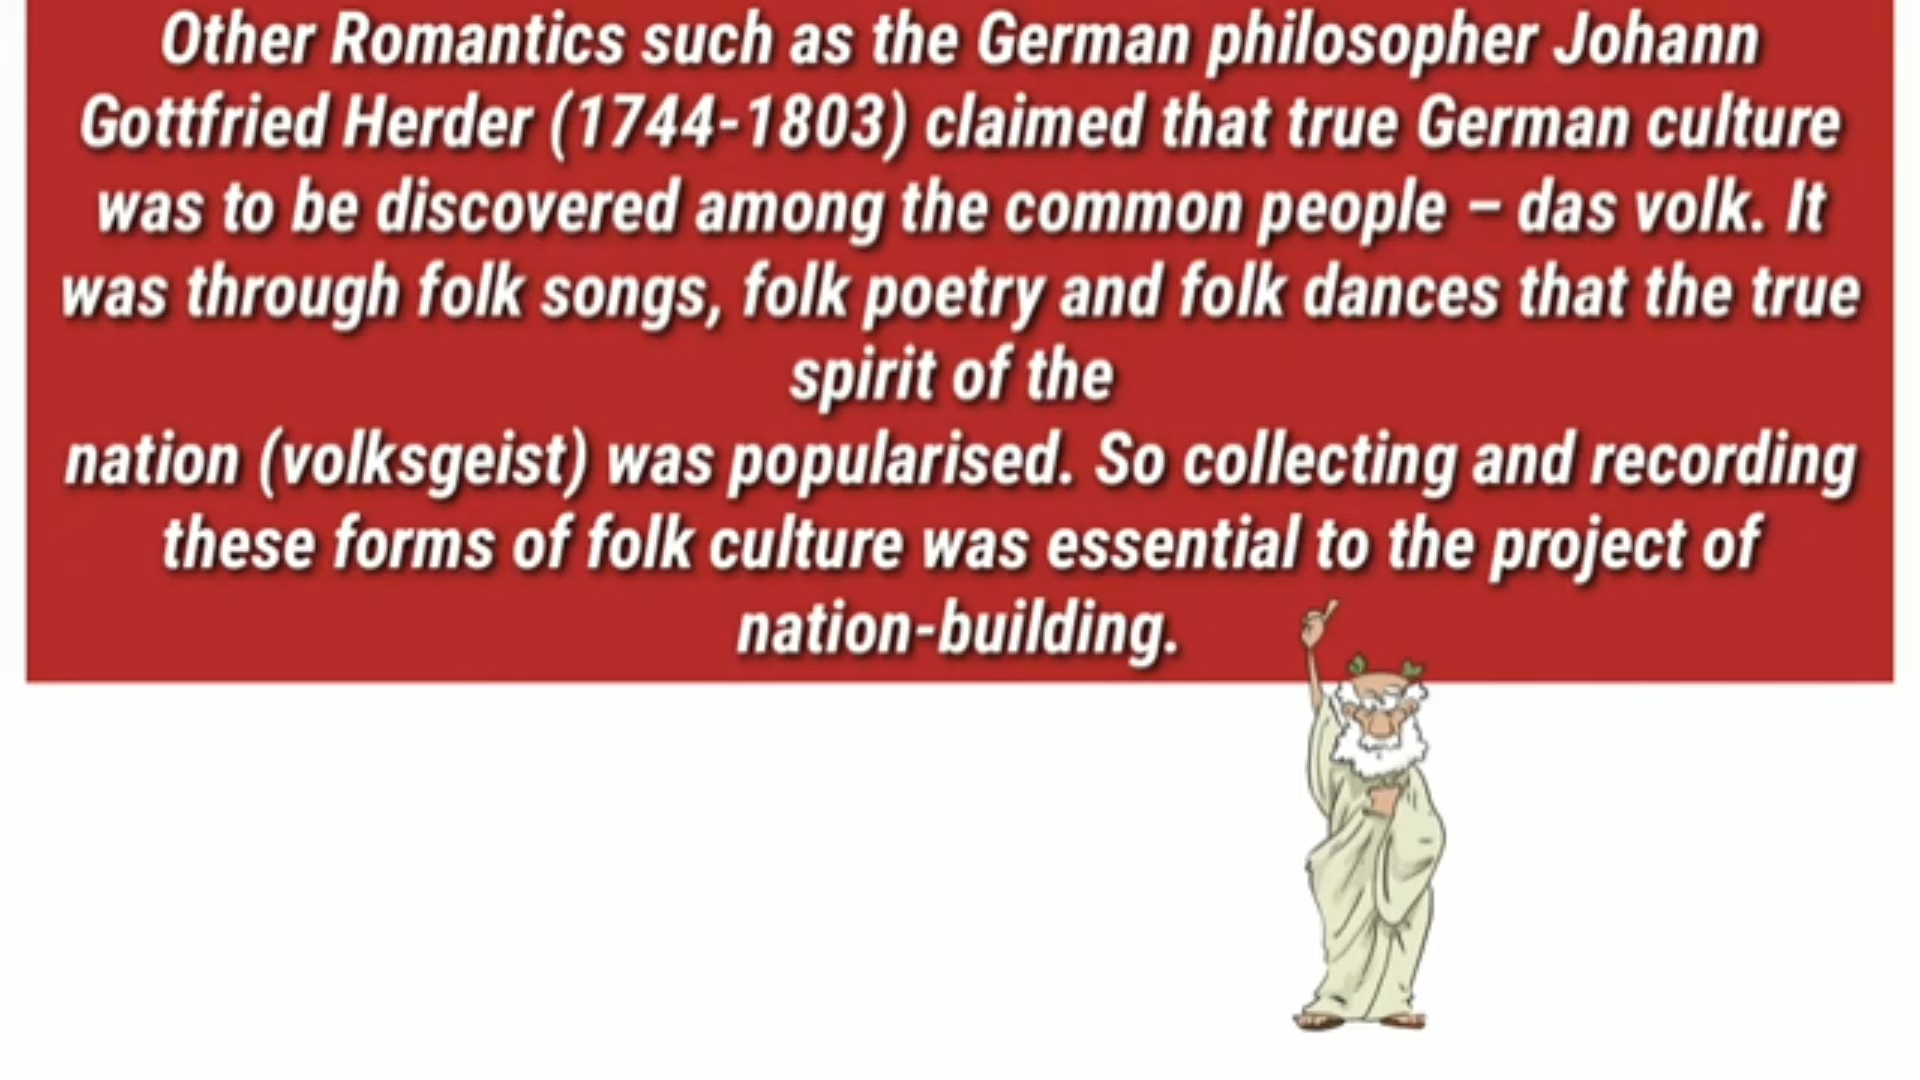 Other Romantics such as the German philosopher Johann
Gottfried Herder (1744-1803) claimed that true German culture
was to be discovered among the common people – das volk. It
was through folk songs, folk poetry and folk dances that the true
spirit of the
nation (volksgeist) was popularised. So collecting and recording
these forms of folk culture was essential to the project of
nation-building.